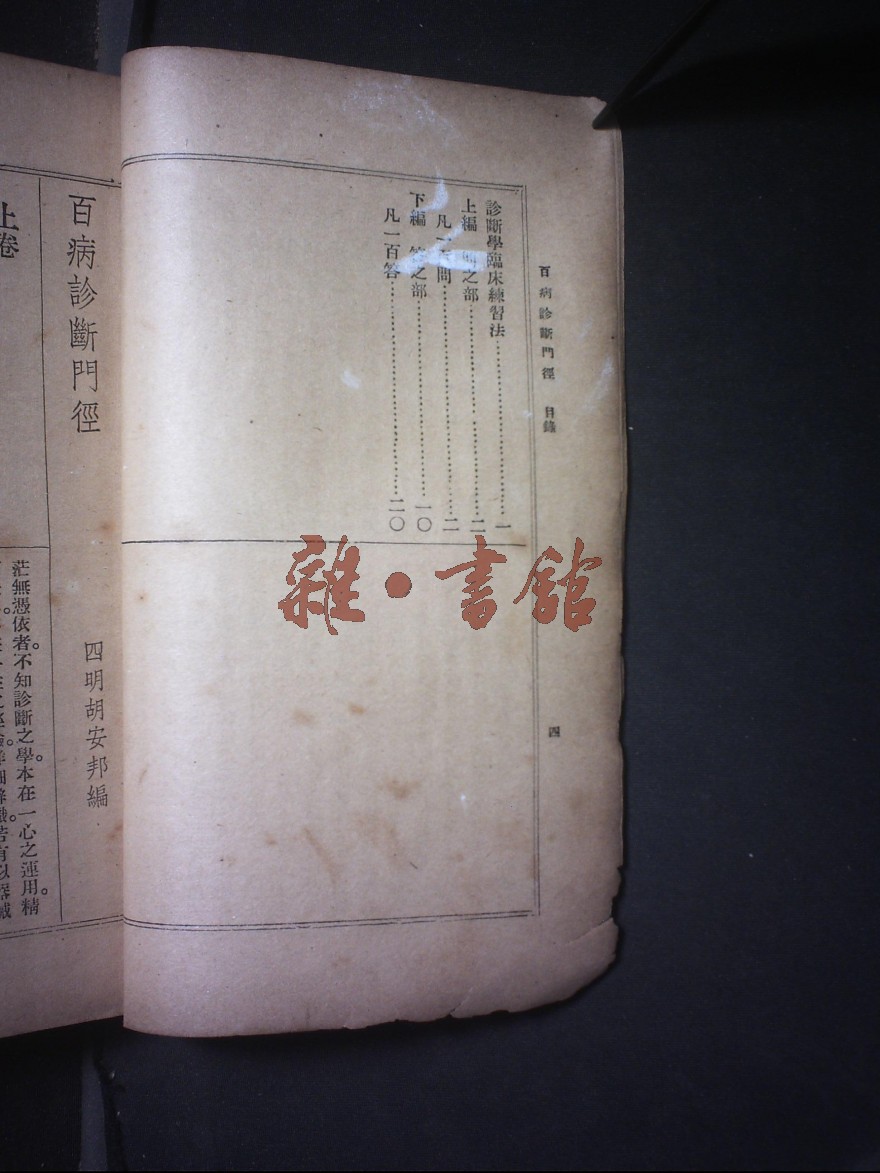 百病診斷門徑 目錄
四
診斷學臨床練習法⋯⋯一
上編 問之部⋯⋯二
凡一百問⋯⋯二
下編 答之部⋯⋯一〇
凡一百答⋯⋯二〇
雜·書館
百病診斷門徑
四明胡安邦編
上卷
茫無憑依者。不知診斷之學。本在一心之運用。精